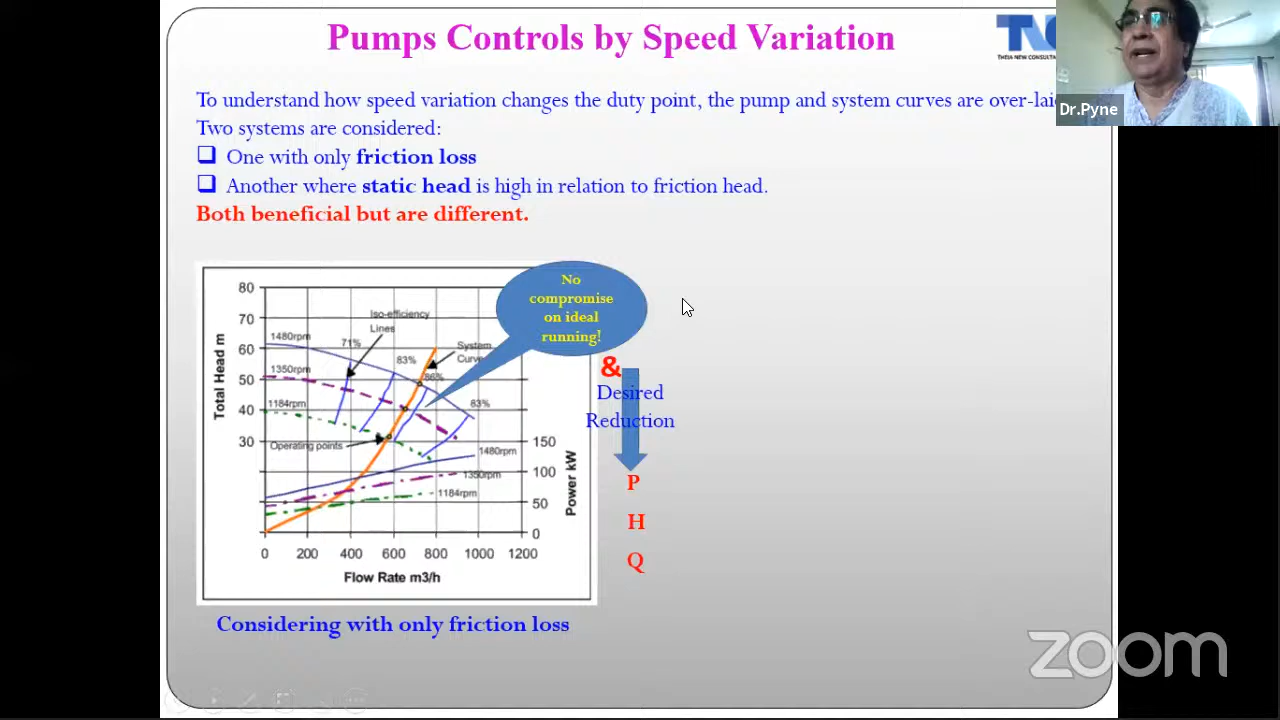 Pumps Controls by Speed Variation
THEIA NEW CONSULTA
Dr.Pyne
To understand how speed variation changes the duty point, the pump and system curves are over-lai
Two systems are considered:
One with only friction loss
Another where static head is high in relation to friction head.
Both beneficial but are different.
No
compromise
on ideal
running!
&
Desired
Reduction
P
H
Q
Total Head m
80
70
60
50
40
30
Iso-efficiency
Lines
1480rpm
71%
83%
System
Curve
86%
1350rpm
1184rpm
83%
Operating points
1480rpm
1350rpm
1184rpm
150
100
50
0
Power kW
0 200 400 600 800 1000 1200
Flow Rate m3/h
Considering with only friction loss
zoom